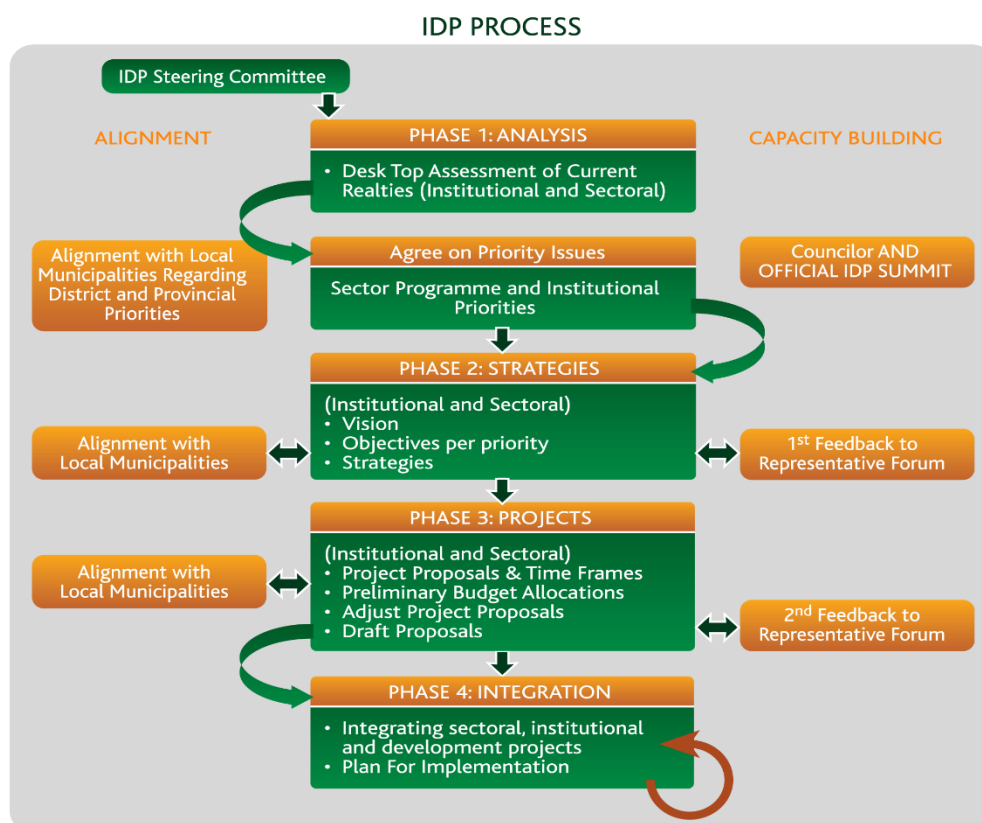 IDP PROCESS
IDP Steering Committee
ALIGNMENT
CAPACITY BUILDING
PHASE 1: ANALYSIS
• Desk Top Assessment of Current
Realties (Institutional and Sectoral)
Alignment with Local
Municipalities Regarding
District and Provincial
Priorities
Agree on Priority Issues
Sector Programme and Institutional
Priorities
Councilor AND
OFFICIAL IDP SUMMIT
PHASE 2: STRATEGIES
(Institutional and Sectoral)
• Vision
• Objectives per priority
• Strategies
Alignment with
Local Municipalities
1st Feedback to
Representative Forum
PHASE 3: PROJECTS
(Institutional and Sectoral)
• Project Proposals & Time Frames
• Preliminary Budget Allocations
• Adjust Project Proposals
• Draft Proposals
Alignment with
Local Municipalities
2nd Feedback to
Representative Forum
PHASE 4: INTEGRATION
• Integrating sectoral, institutional
and development projects
• Plan For Implementation